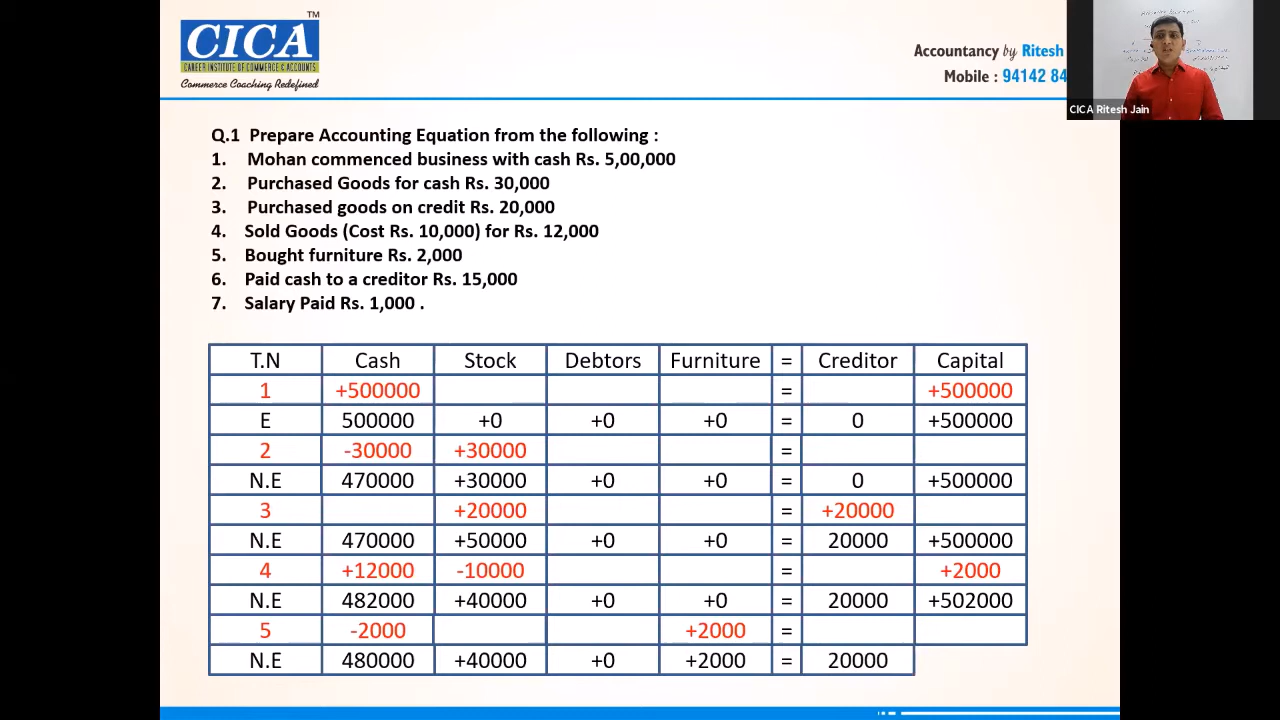 TM
CICA
CAREER INSTITUTE OF COMMERCE & ACCOUNTS
Commerce Coaching Redefined
Accountancy by Ritesh
Mobile : 94142 84
CICA Ritesh Jain
Q.1 Prepare Accounting Equation from the following :
1. Mohan commenced business with cash Rs. 5,00,000
2. Purchased Goods for cash Rs. 30,000
3. Purchased goods on credit Rs. 20,000
4. Sold Goods (Cost Rs. 10,000) for Rs. 12,000
5. Bought furniture Rs. 2,000
6. Paid cash to a creditor Rs. 15,000
7. Salary Paid Rs. 1,000 .
T.N Cash Stock Debtors Furniture = Creditor Capital
1 +500000 = +500000
E 500000 +0 +0 +0 = 0 +500000
2 -30000 +30000 =
N.E 470000 +30000 +0 +0 = 0 +500000
3 +20000 = +20000
N.E 470000 +50000 +0 +0 = 20000 +500000
4 +12000 -10000 = +2000
N.E 482000 +40000 +0 +0 = 20000 +502000
5 -2000 +2000 =
N.E 480000 +40000 +0 +2000 = 20000